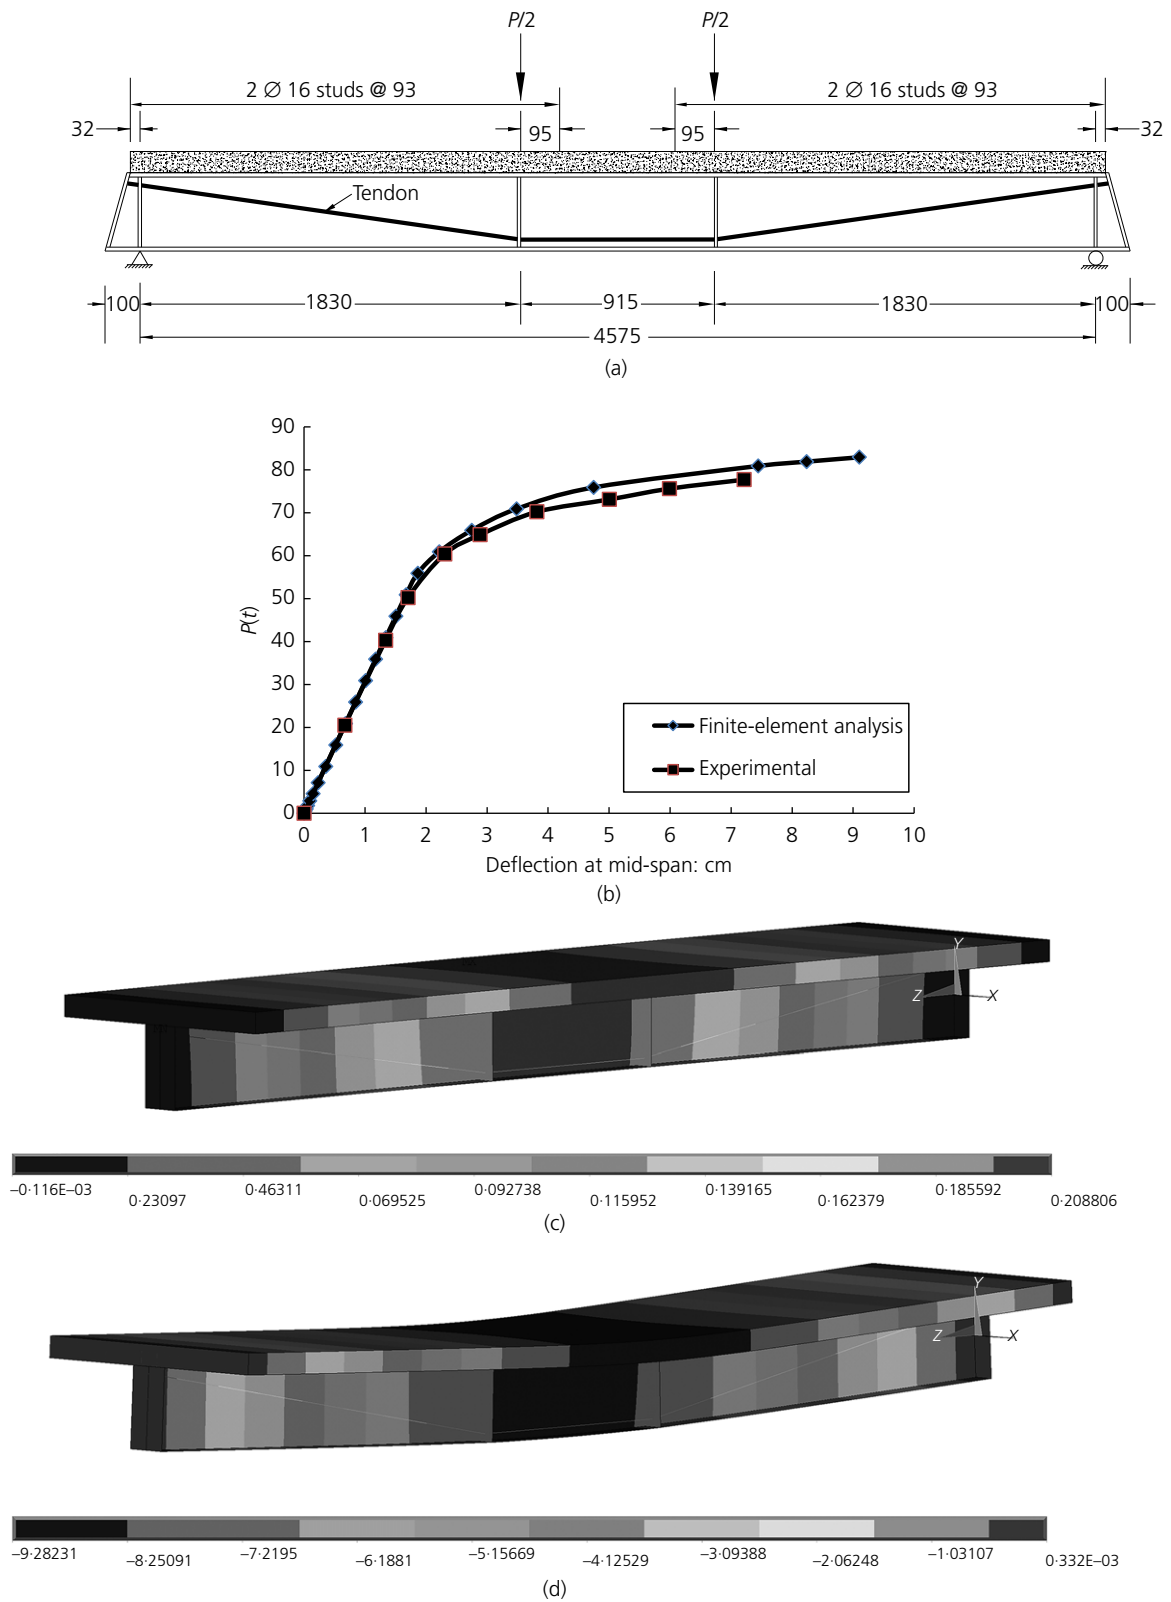 P/2 P/2
2 ∅ 16 studs @ 93 2 ∅ 16 studs @ 93
32 95 95 32
Tendon
100 1830 915 1830 100
4575
(a)
90
80
70
60
50
40
30
20
10
0
P(t)
Finite-element analysis
Experimental
0 1 2 3 4 5 6 7 8 9 10
Deflection at mid-span: cm
(b)
Y
Z X
−0·116E−03 0·46311 0·092738 0·139165 0·185592
0·23097 0·069525 0·115952 0·162379 0·208806
(c)
Y
Z X
−9·28231 −7·2195 −5·15669 −3·09388 −1·03107
−8·25091 −6·1881 −4·12529 −2·06248 0·332E−03
(d)